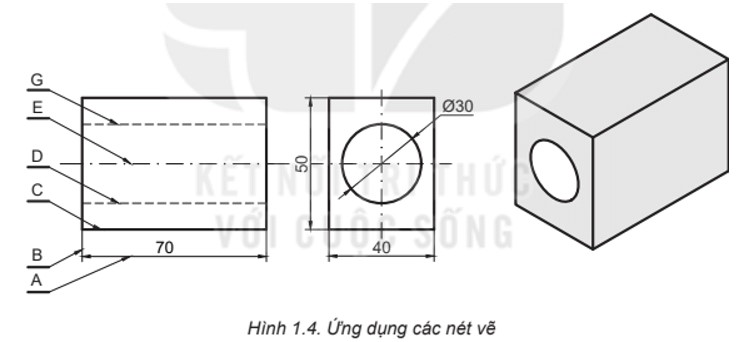 G
E
D
C
B
A
70
50
Ø30
40
KẾT NỐI TRI THỨC
VỚI CUỘC SỐNG
Hình 1.4. Ứng dụng các nét vẽ